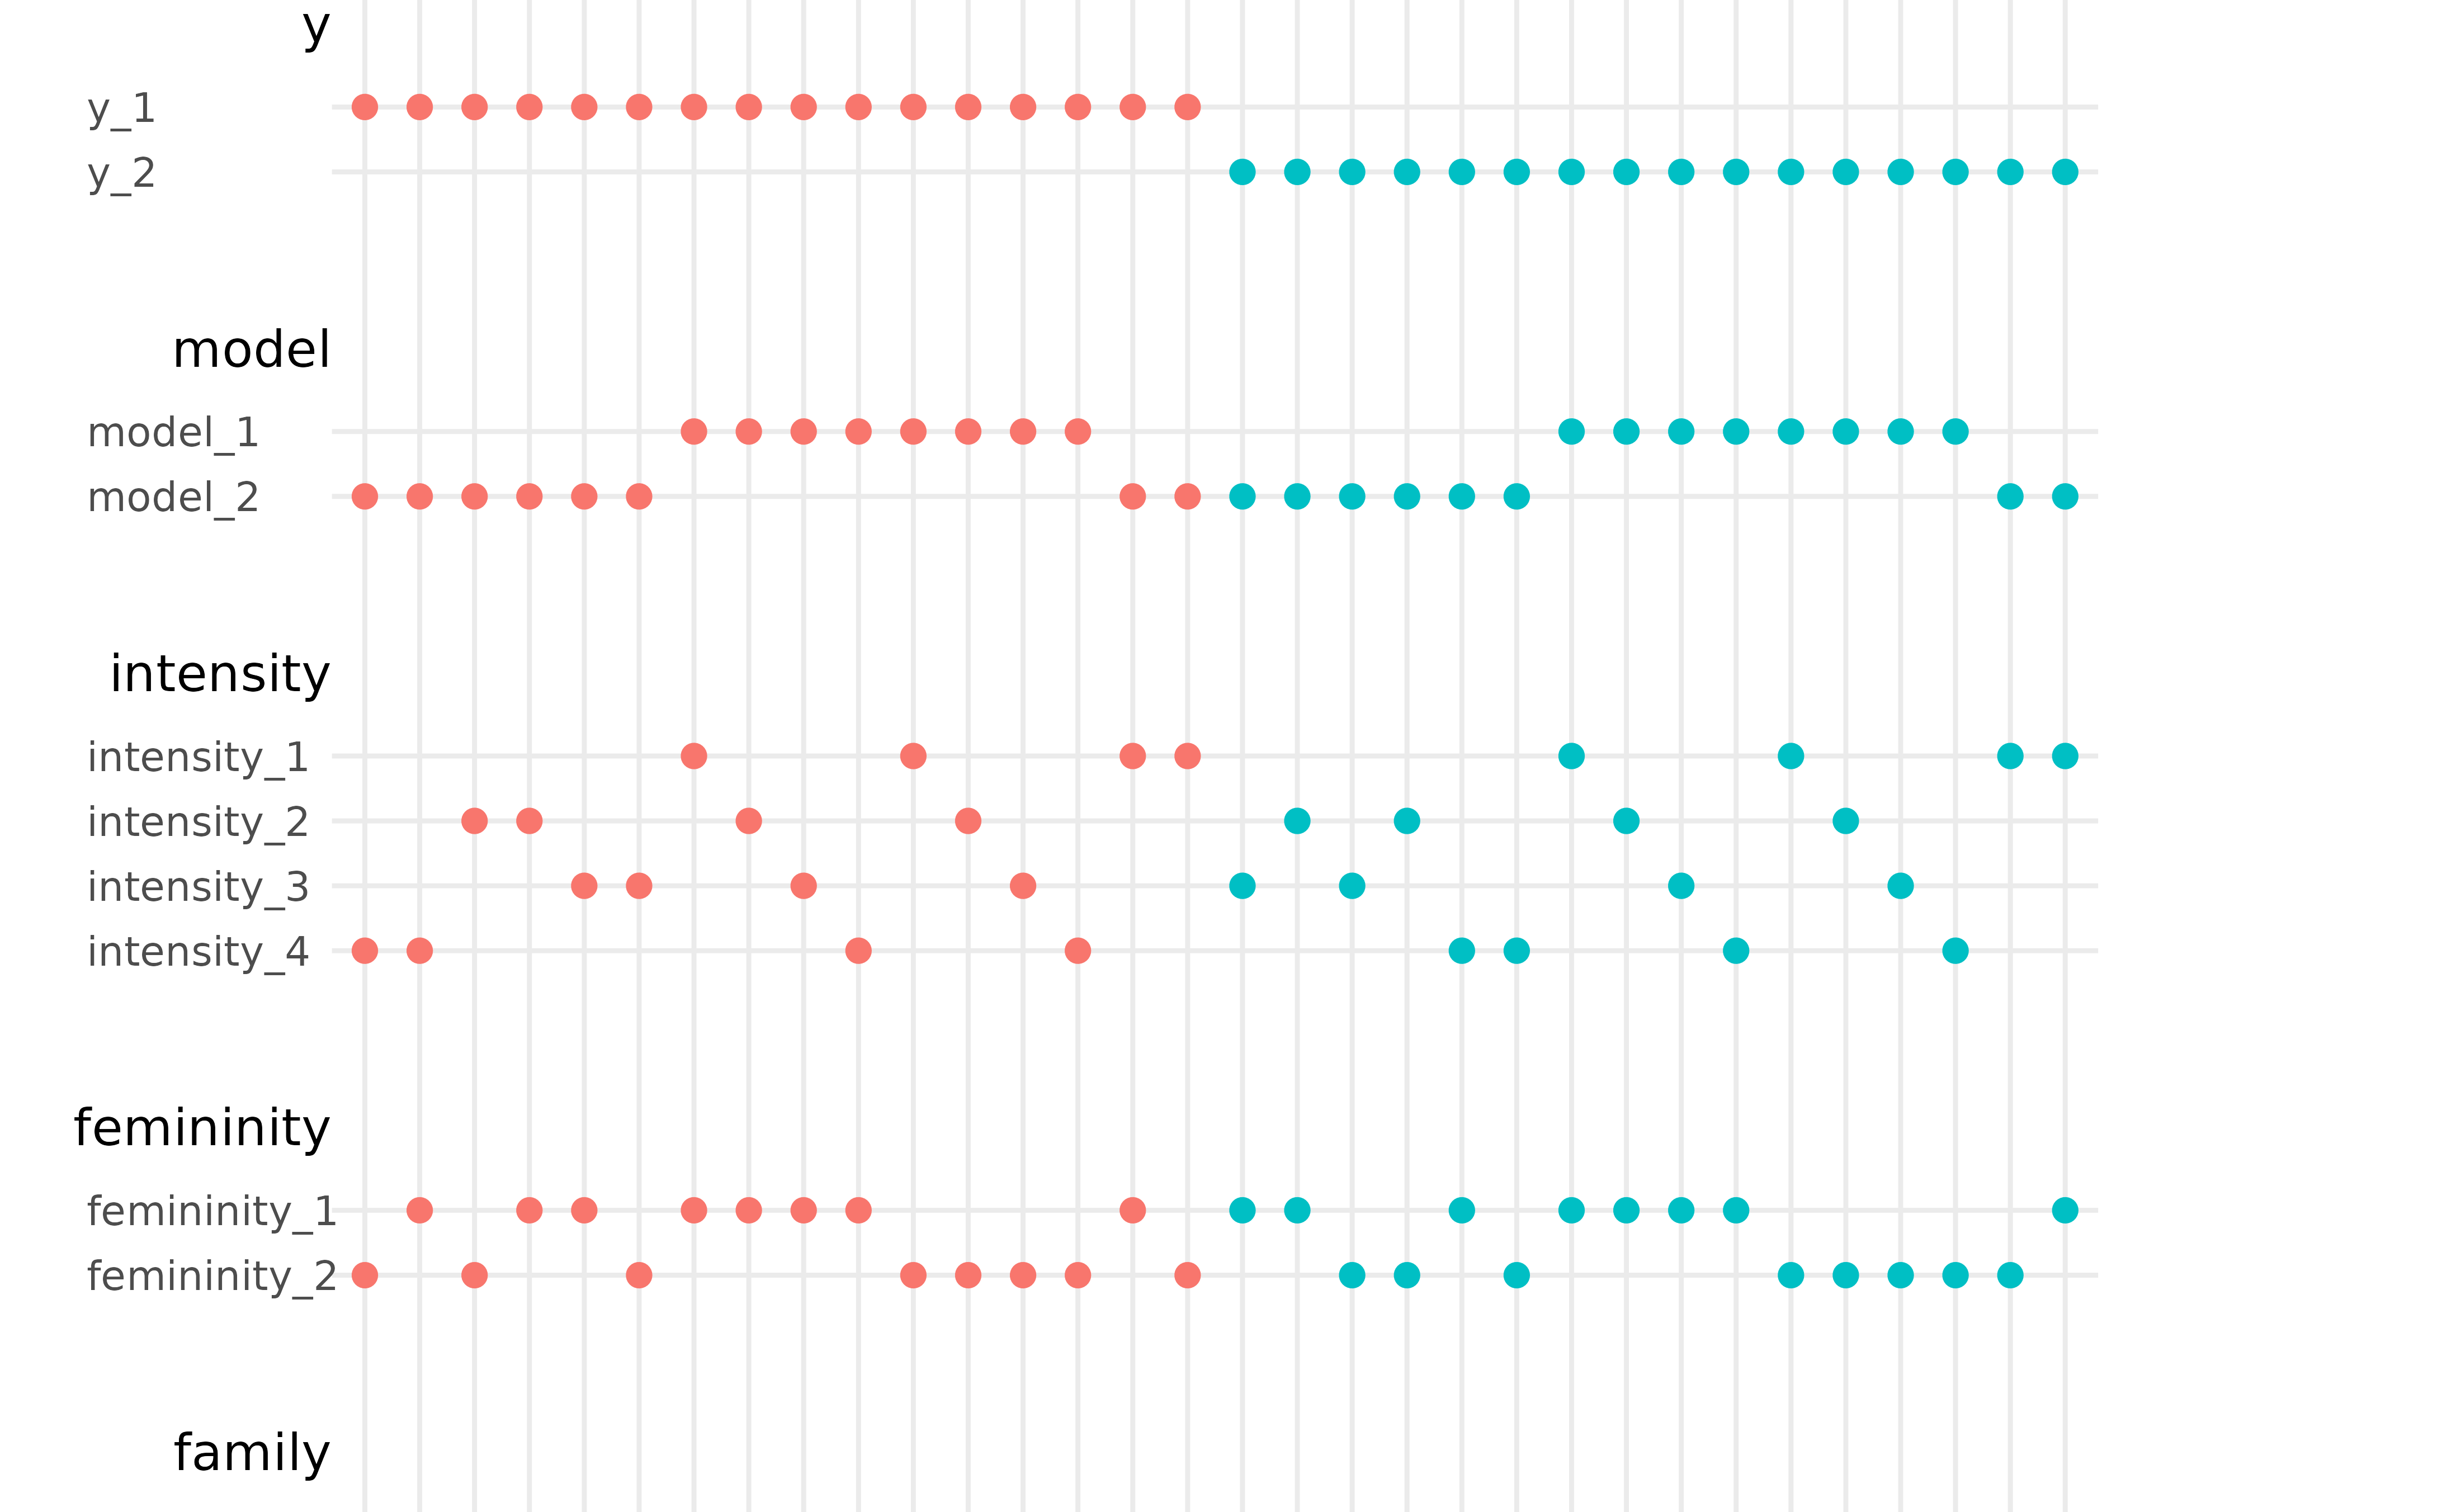 y
y_1
y_2
model
model_1
model_2
intensity
intensity_1
intensity_2
intensity_3
intensity_4
femininity
femininity_1
femininity_2
family